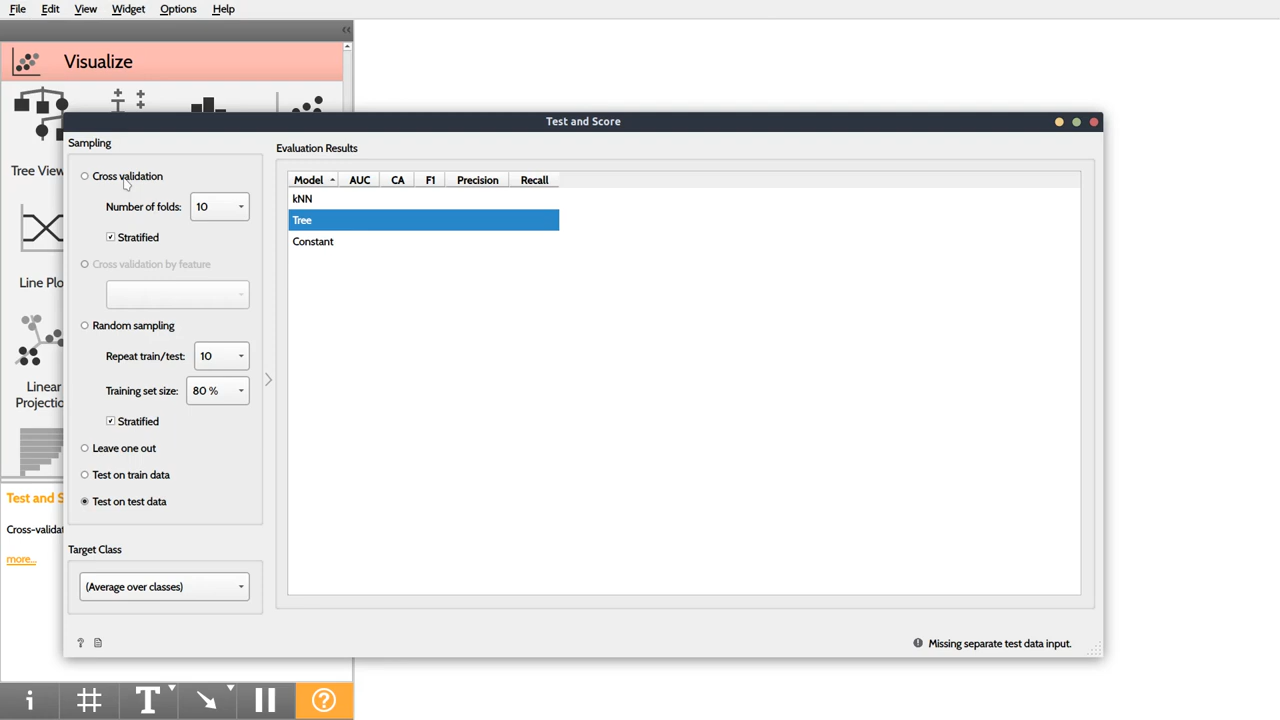 File Edit View Widget Options Help
Visualize
Test and Score
Sampling
Evaluation Results
Cross validation
Number of folds: 10
Stratified
Cross validation by feature
Random sampling
Repeat train/test: 10
Training set size: 80 %
Stratified
Leave one out
Test on train data
Test on test data
Target Class
(Average over classes)
Model AUC CA F1 Precision Recall
kNN
Tree
Constant
? Missing separate test data input.
Tree View
Line Plo
Linear
Projection
Test and S
Cross-validat
more...
i # T ?